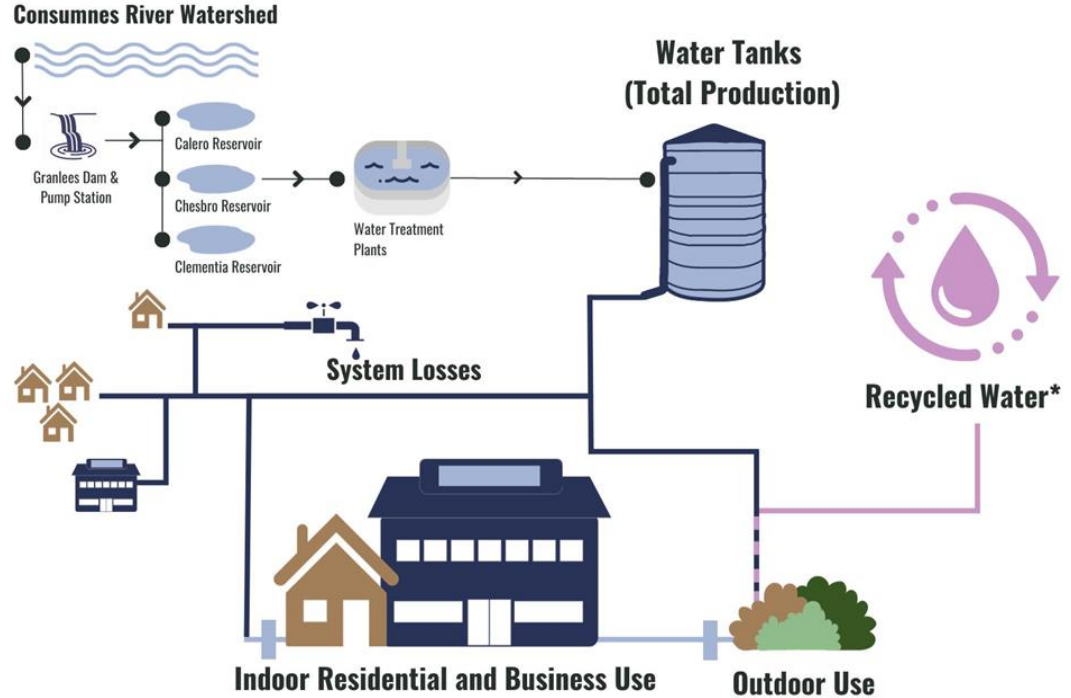 Consumnes River Watershed
Granlees Dam &
Pump Station
Calero Reservoir
Chesbro Reservoir
Clementia Reservoir
Water Treatment
Plants
Water Tanks
(Total Production)
Recycled Water*
System Losses
Indoor Residential and Business Use
Outdoor Use